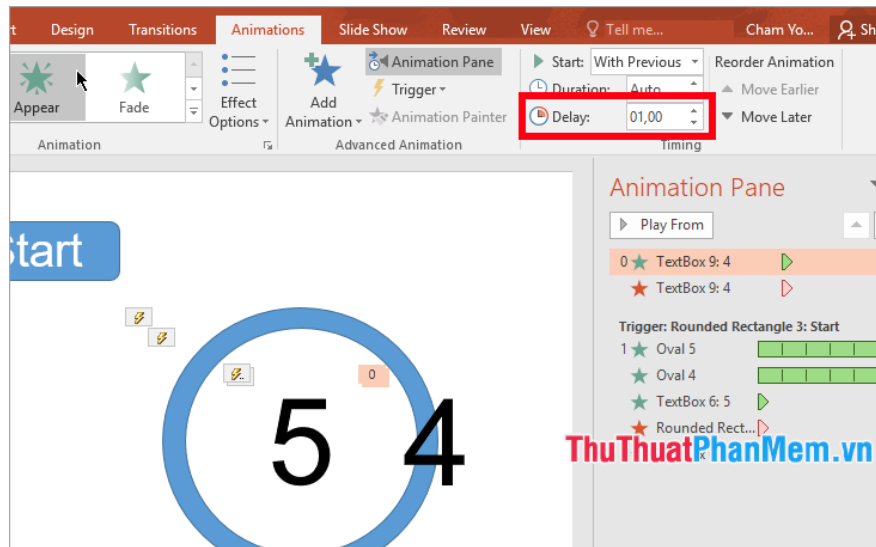 Design Transitions Animations Slide Show Review View Tell me... Cham Yo... Sh
Animation Pane Start: With Previous Reorder Animation
Trigger Duration: Auto Move Earlier
Appear Fade Effect Options Add Animation Animation Painter Delay: 01,00 Move Later
Animation Advanced Animation Timing
Animation Pane
Play From
Start
0 TextBox 9: 4
TextBox 9: 4
Trigger: Rounded Rectangle 3: Start
1 Oval 5
Oval 4
TextBox 6: 5
Rounded Rect...
0
5 4
ThuThuatPhanMem.vn